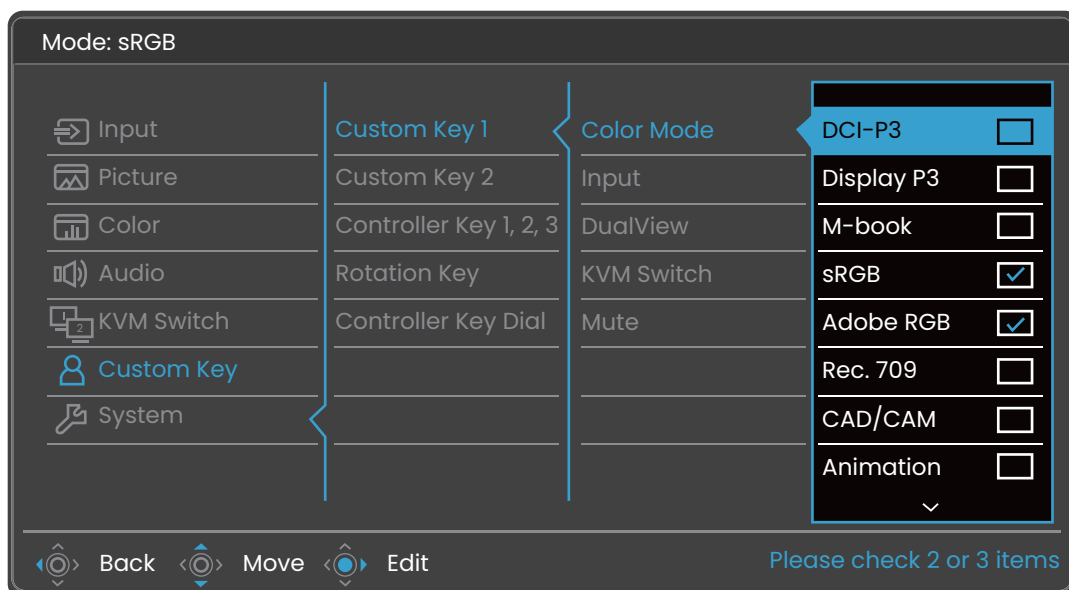 Mode: sRGB
Input
Picture
Color
Audio
KVM Switch
2
Custom Key
System
Custom Key 1
Custom Key 2
Controller Key 1, 2, 3
Rotation Key
Controller Key Dial
Color Mode
Input
DualView
KVM Switch
Mute
DCI-P3
Display P3
M-book
sRGB
Adobe RGB
Rec. 709
CAD/CAM
Animation
Back Move Edit
Please check 2 or 3 items